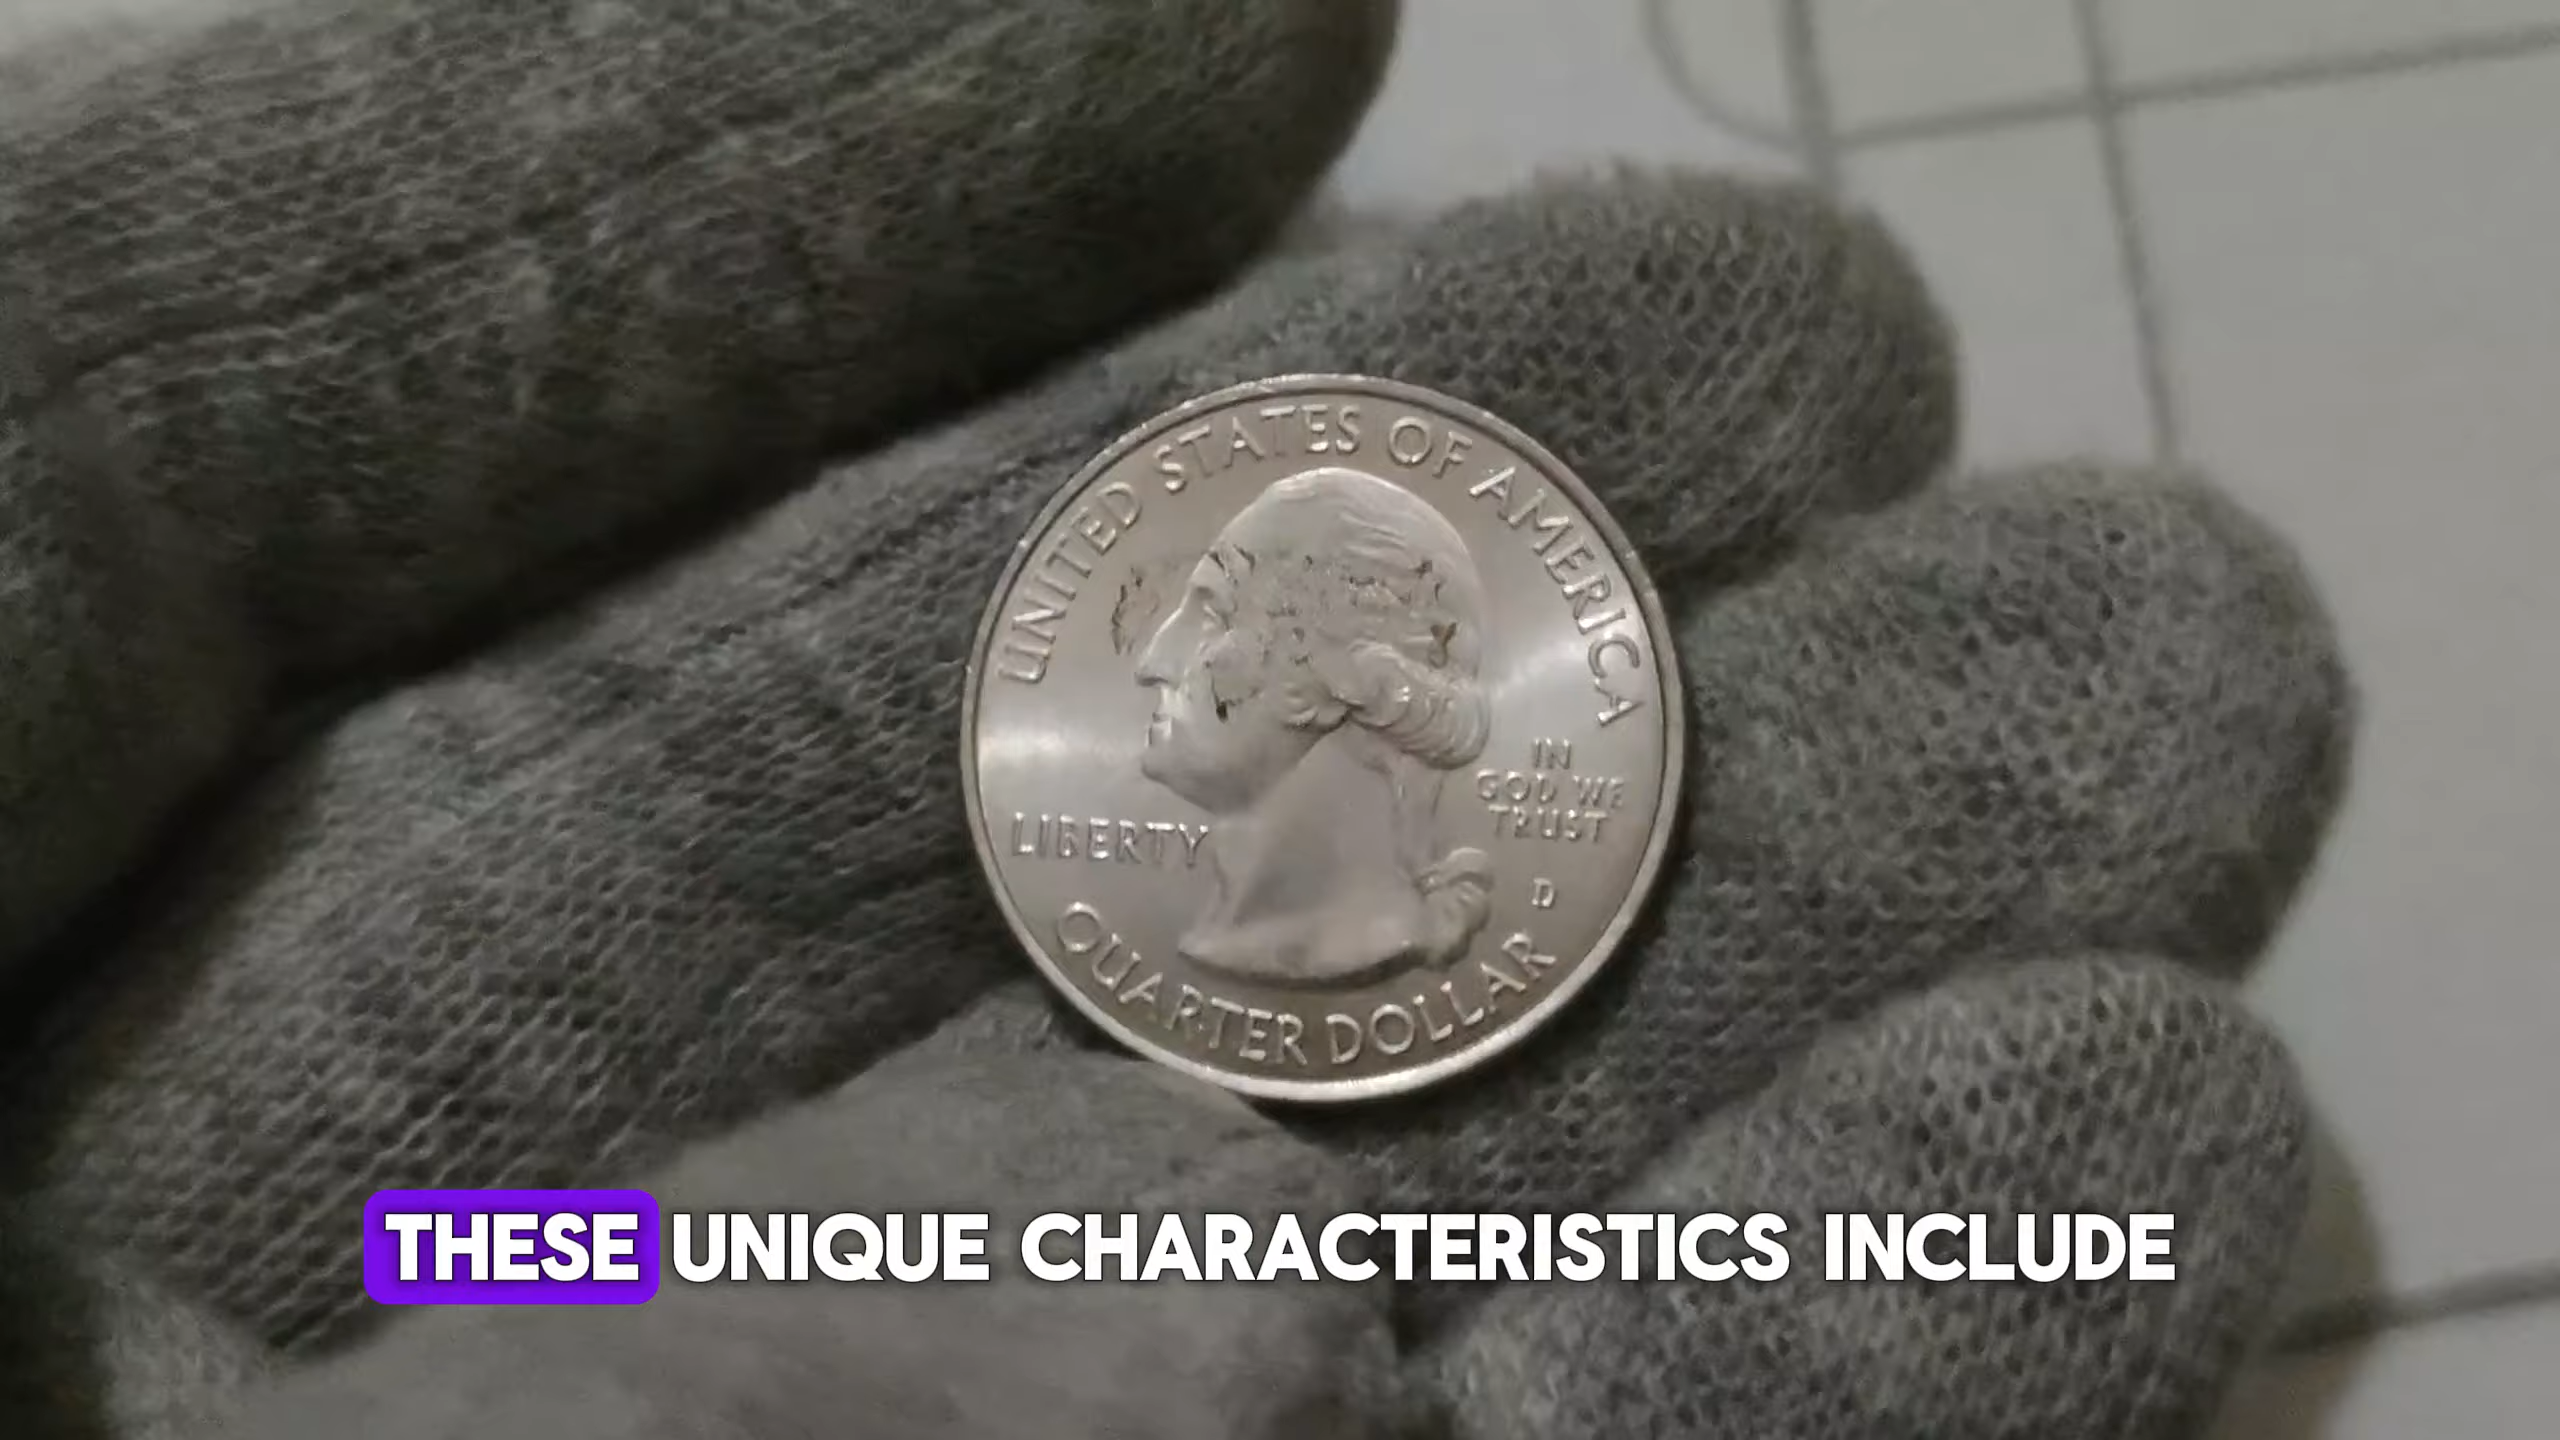 UNITED STATES OF AMERICA
LIBERTY
IN
GOD WE
TRUST
D
QUARTER DOLLAR
THESE UNIQUE CHARACTERISTICS INCLUDE